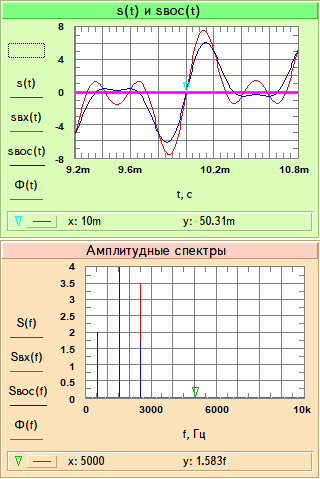 s(t) и sвос(t)
s(t)
sвх(t)
sвос(t)
Ф(t)
8
4
0
-4
-8
9.2m 9.6m 10.2m 10.8m
t, с
x: 10m y: 50.31m
Амплитудные спектры
S(f)
Sвх(f)
Sвос(f)
Ф(f)
4
3.5
3
2.5
2
1.5
1
0.5
0
0 3000 6000 10k
f, Гц
x: 5000 y: 1.583f